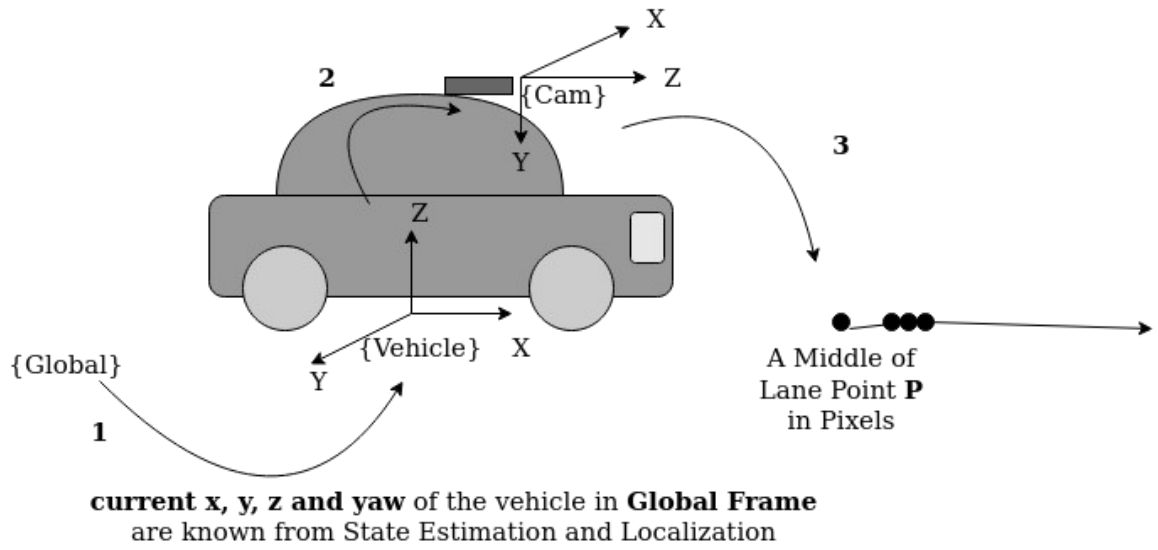 X
2
Z
{Cam}
3
Y
Z
{Vehicle}
X
{Global}
Y
A Middle of
Lane Point P
in Pixels
1
current x, y, z and yaw of the vehicle in Global Frame
are known from State Estimation and Localization